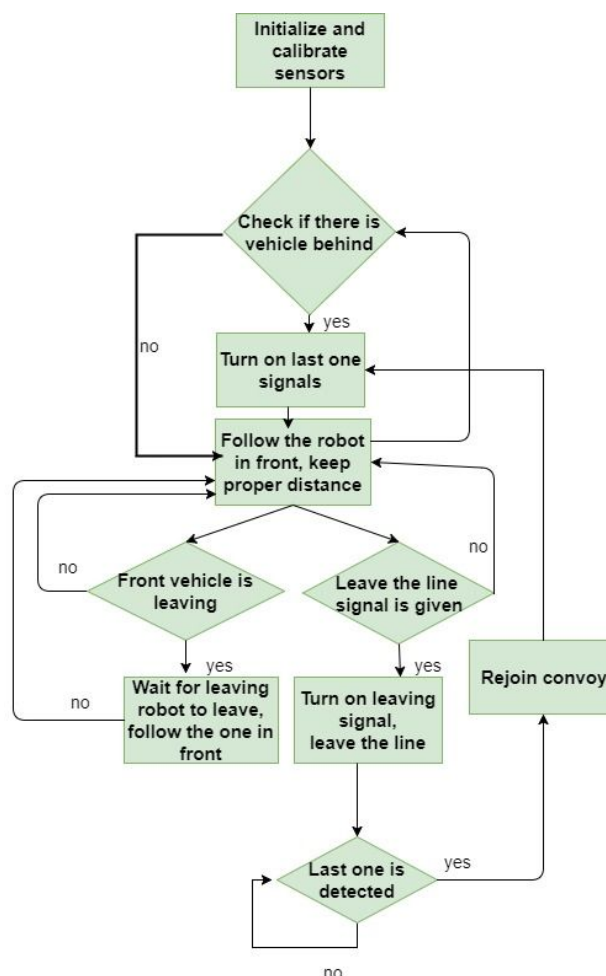 Initialize and
calibrate
sensors
Check if there is
vehicle behind
yes
no
Turn on last one
signals
Follow the robot
in front, keep
proper distance
no
no
Front vehicle is
leaving
Leave the line
signal is given
yes
yes
no
Wait for leaving
robot to leave,
follow the one in
front
Turn on leaving
signal,
leave the line
Rejoin convoy
Last one is
detected
yes
no